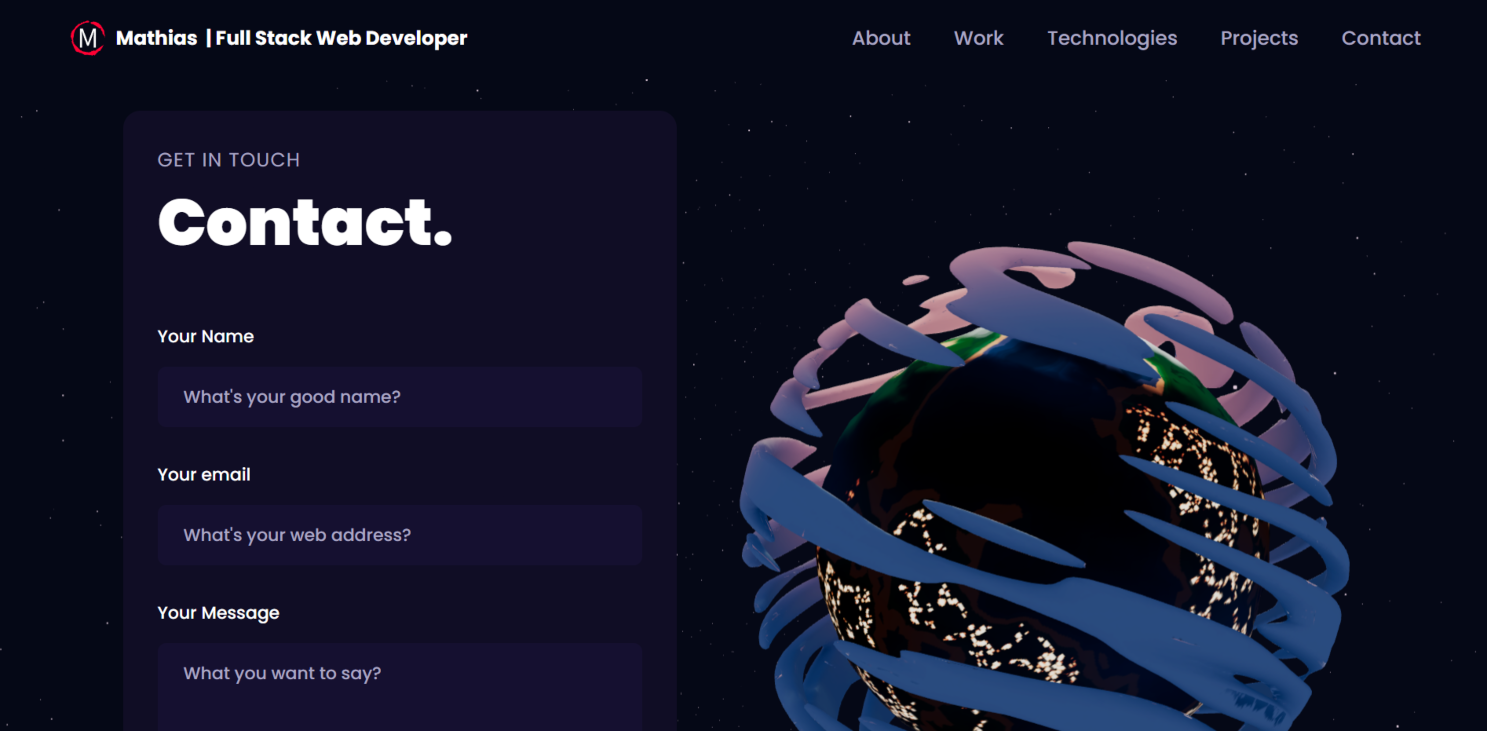 M Mathias | Full Stack Web Developer
About Work Technologies Projects Contact
GET IN TOUCH
Contact.
Your Name
What's your good name?
Your email
What's your web address?
Your Message
What you want to say?